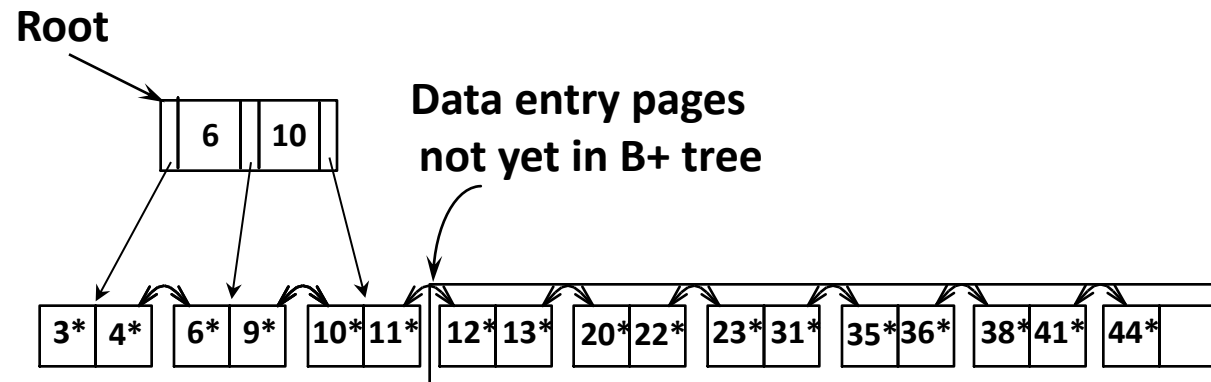 Root
Data entry pages
not yet in B+ tree
6 10
3* 4* 6* 9* 10* 11* 12* 13* 20* 22* 23* 31* 35* 36* 38* 41* 44*